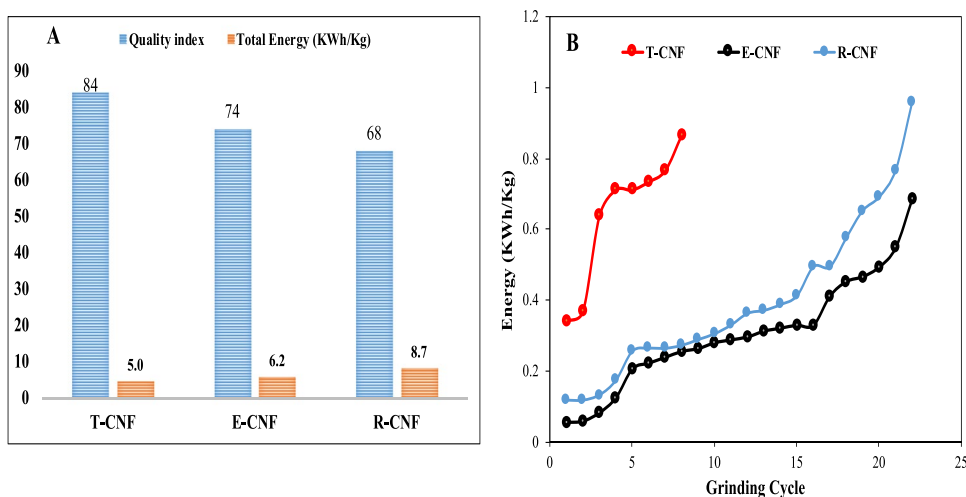 A
Quality index
Total Energy (KWh/Kg)
90
80
70
60
50
40
30
20
10
0
84
74
68
5.0
6.2
8.7
T-CNF
E-CNF
R-CNF
B
T-CNF
E-CNF
R-CNF
Energy (KWh/Kg)
1.2
1
0.8
0.6
0.4
0.2
0
0
5
10
15
20
25
Grinding Cycle